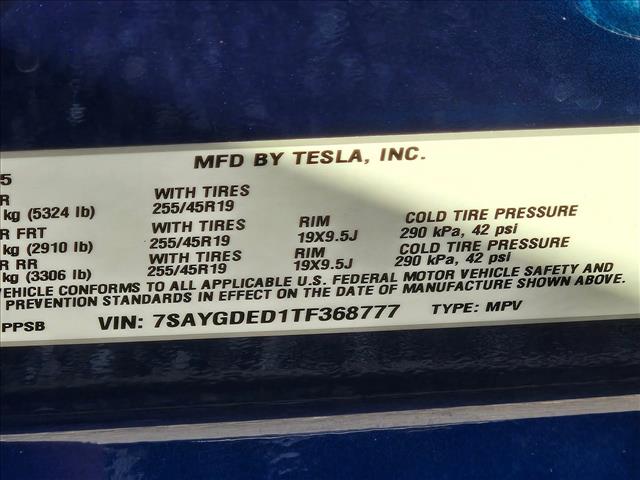 MFD BY TESLA, INC.
5
R WITH TIRES
kg (5324 lb) 255/45R19
R FRT WITH TIRES RIM COLD TIRE PRESSURE
kg (2910 lb) 255/45R19 19X9.5J 290 kPa, 42 psi
R RR WITH TIRES RIM COLD TIRE PRESSURE
kg (3306 lb) 255/45R19 19X9.5J 290 kPa, 42 psi
VEHICLE CONFORMS TO ALL APPLICABLE U.S. FEDERAL MOTOR VEHICLE SAFETY AND
PREVENTION STANDARDS IN EFFECT ON THE DATE OF MANUFACTURE SHOWN ABOVE.
PPSB VIN: 7SAYGDED1TF368777 TYPE: MPV